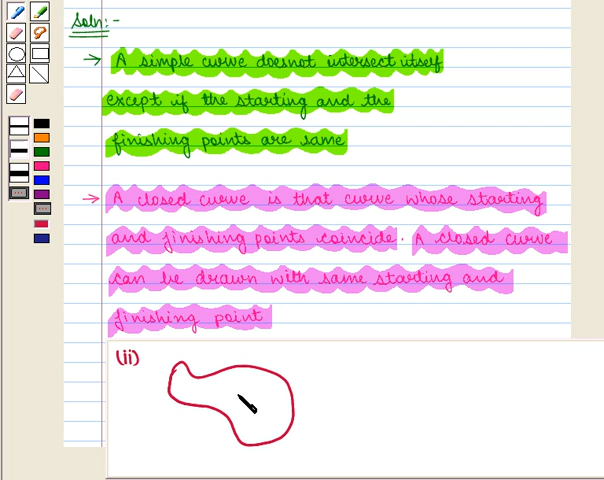 Soln:-
→ A simple curve doesnot intersect itself
except if the starting and the
finishing points are same
→ A closed curve is that curve whose starting
and finishing points coincide. A closed curve
can be drawn with same starting and
finishing point
(ii)